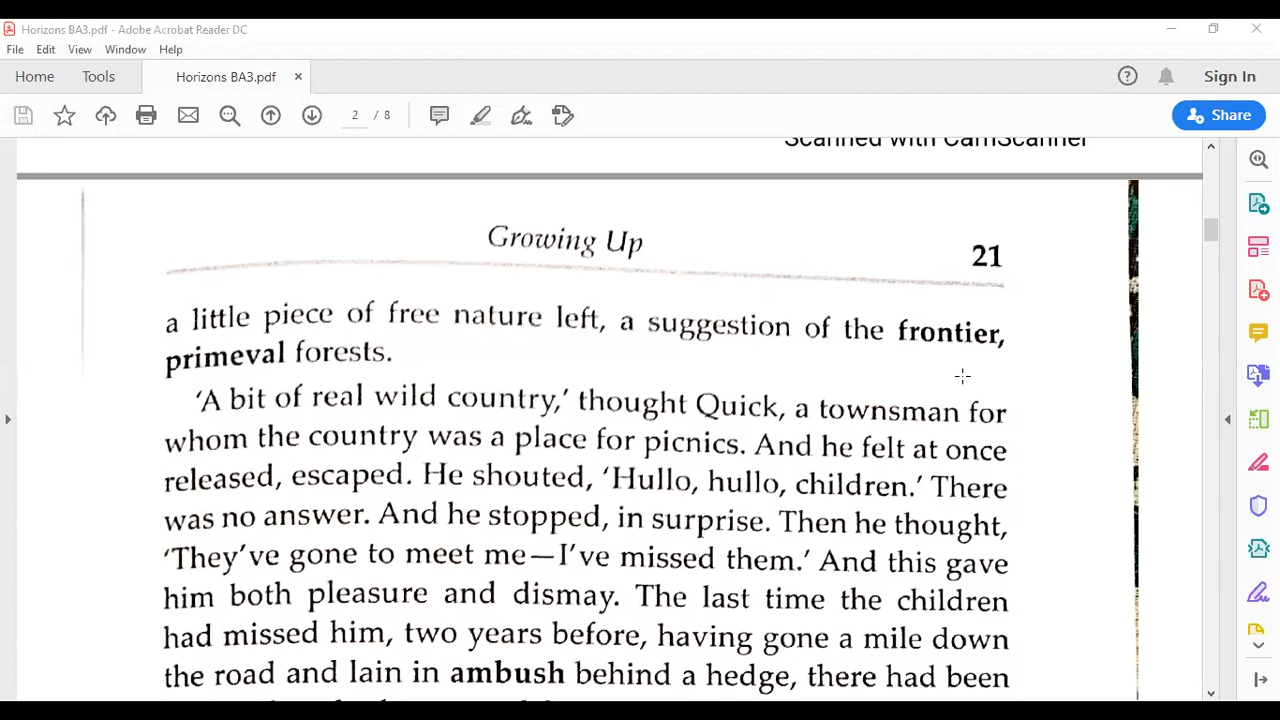 Horizons BA3.pdf - Adobe Acrobat Reader DC
File Edit View Window Help
Home Tools Horizons BA3.pdf × Sign In
2 / 8 Share
Scanned with CamScanner
Growing Up 21
a little piece of free nature left, a suggestion of the frontier,
primeval forests.
‘A bit of real wild country,’ thought Quick, a townsman for
whom the country was a place for picnics. And he felt at once
released, escaped. He shouted, ‘Hullo, hullo, children.’ There
was no answer. And he stopped, in surprise. Then he thought,
‘They’ve gone to meet me—I’ve missed them.’ And this gave
him both pleasure and dismay. The last time the children
had missed him, two years before, having gone a mile down
the road and lain in ambush behind a hedge, there had been